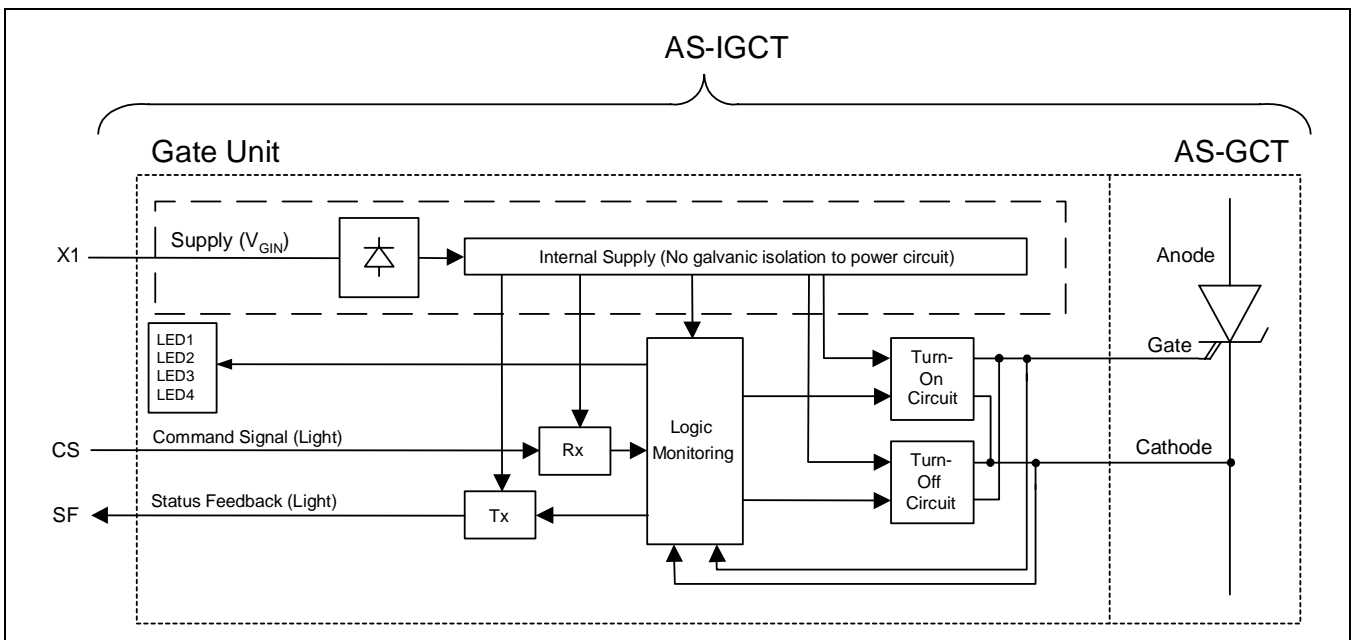 AS-IGCT
Gate Unit
AS-GCT
Supply (VGIN)
X1
Internal Supply (No galvanic isolation to power circuit)
Anode
LED1
LED2
LED3
LED4
Turn-
On
Circuit
Gate
Logic
Monitoring
CS
Command Signal (Light)
Rx
Turn-
Off
Circuit
Cathode
SF
Status Feedback (Light)
Tx